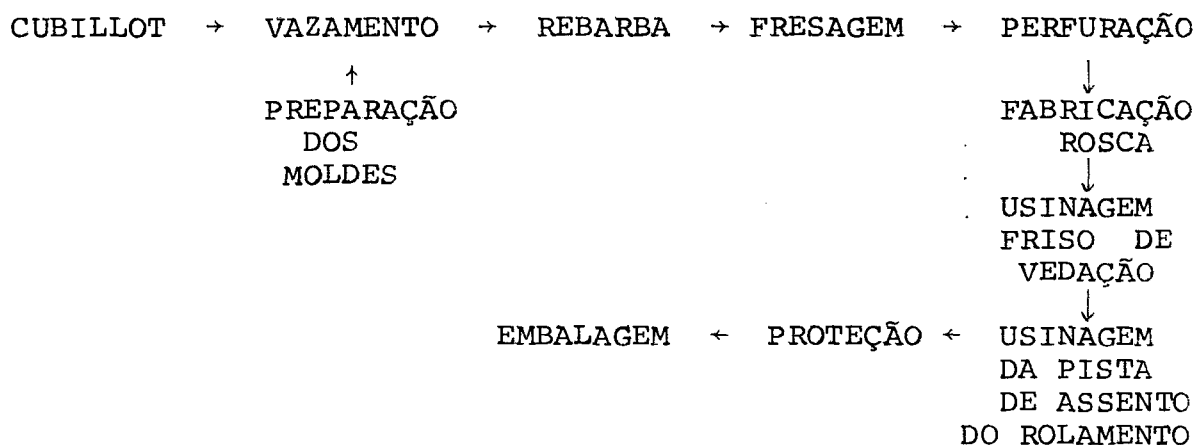 CUBILLOT → VAZAMENTO → REBARBA → FRESAGEM → PERFURAÇÃO
↑ ↓
PREPARAÇÃO FABRICAÇÃO
DOS ROSCA
MOLDES ↓
USINAGEM
FRISO DE
VEDAÇÃO
↓
EMBALAGEM ← PROTEÇÃO ← USINAGEM
DA PISTA
DE ASSENTO
DO ROLAMENTO